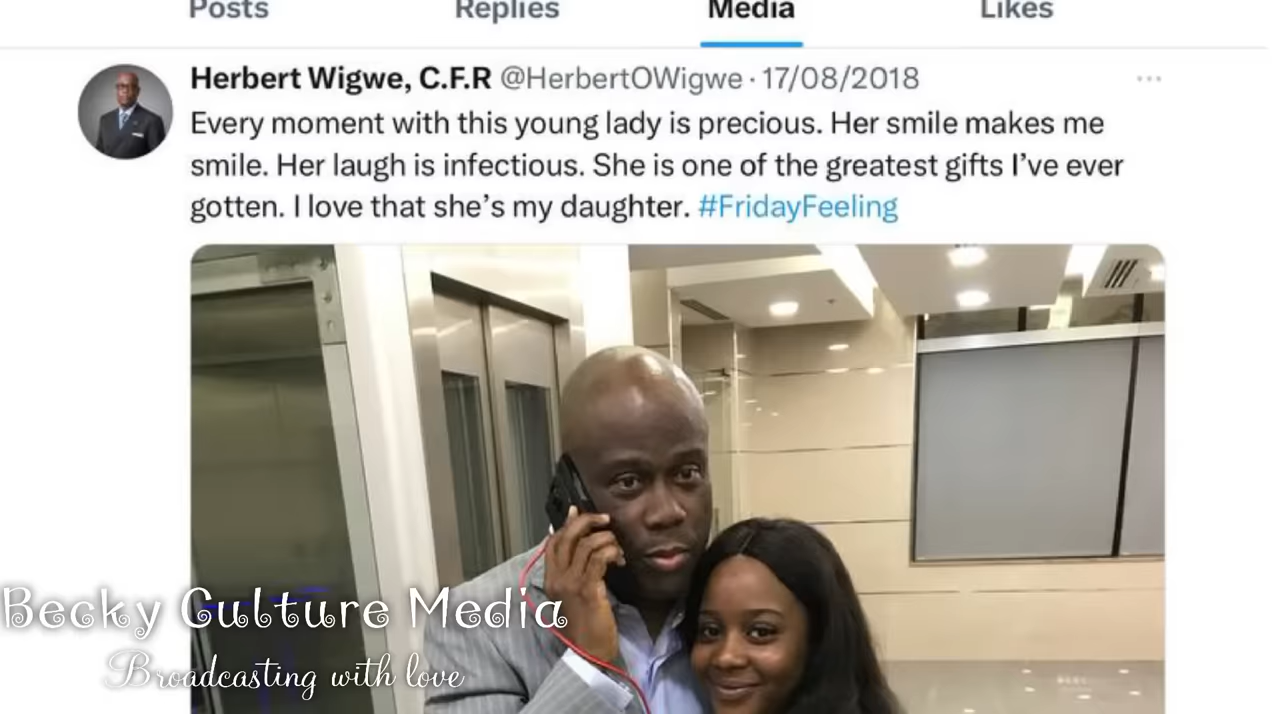 Posts Replies Media Likes
Herbert Wigwe, C.F.R @HerbertOWigwe · 17/08/2018
Every moment with this young lady is precious. Her smile makes me
smile. Her laugh is infectious. She is one of the greatest gifts I’ve ever
gotten. I love that she’s my daughter. #FridayFeeling
Becky Culture Media
Broadcasting with love